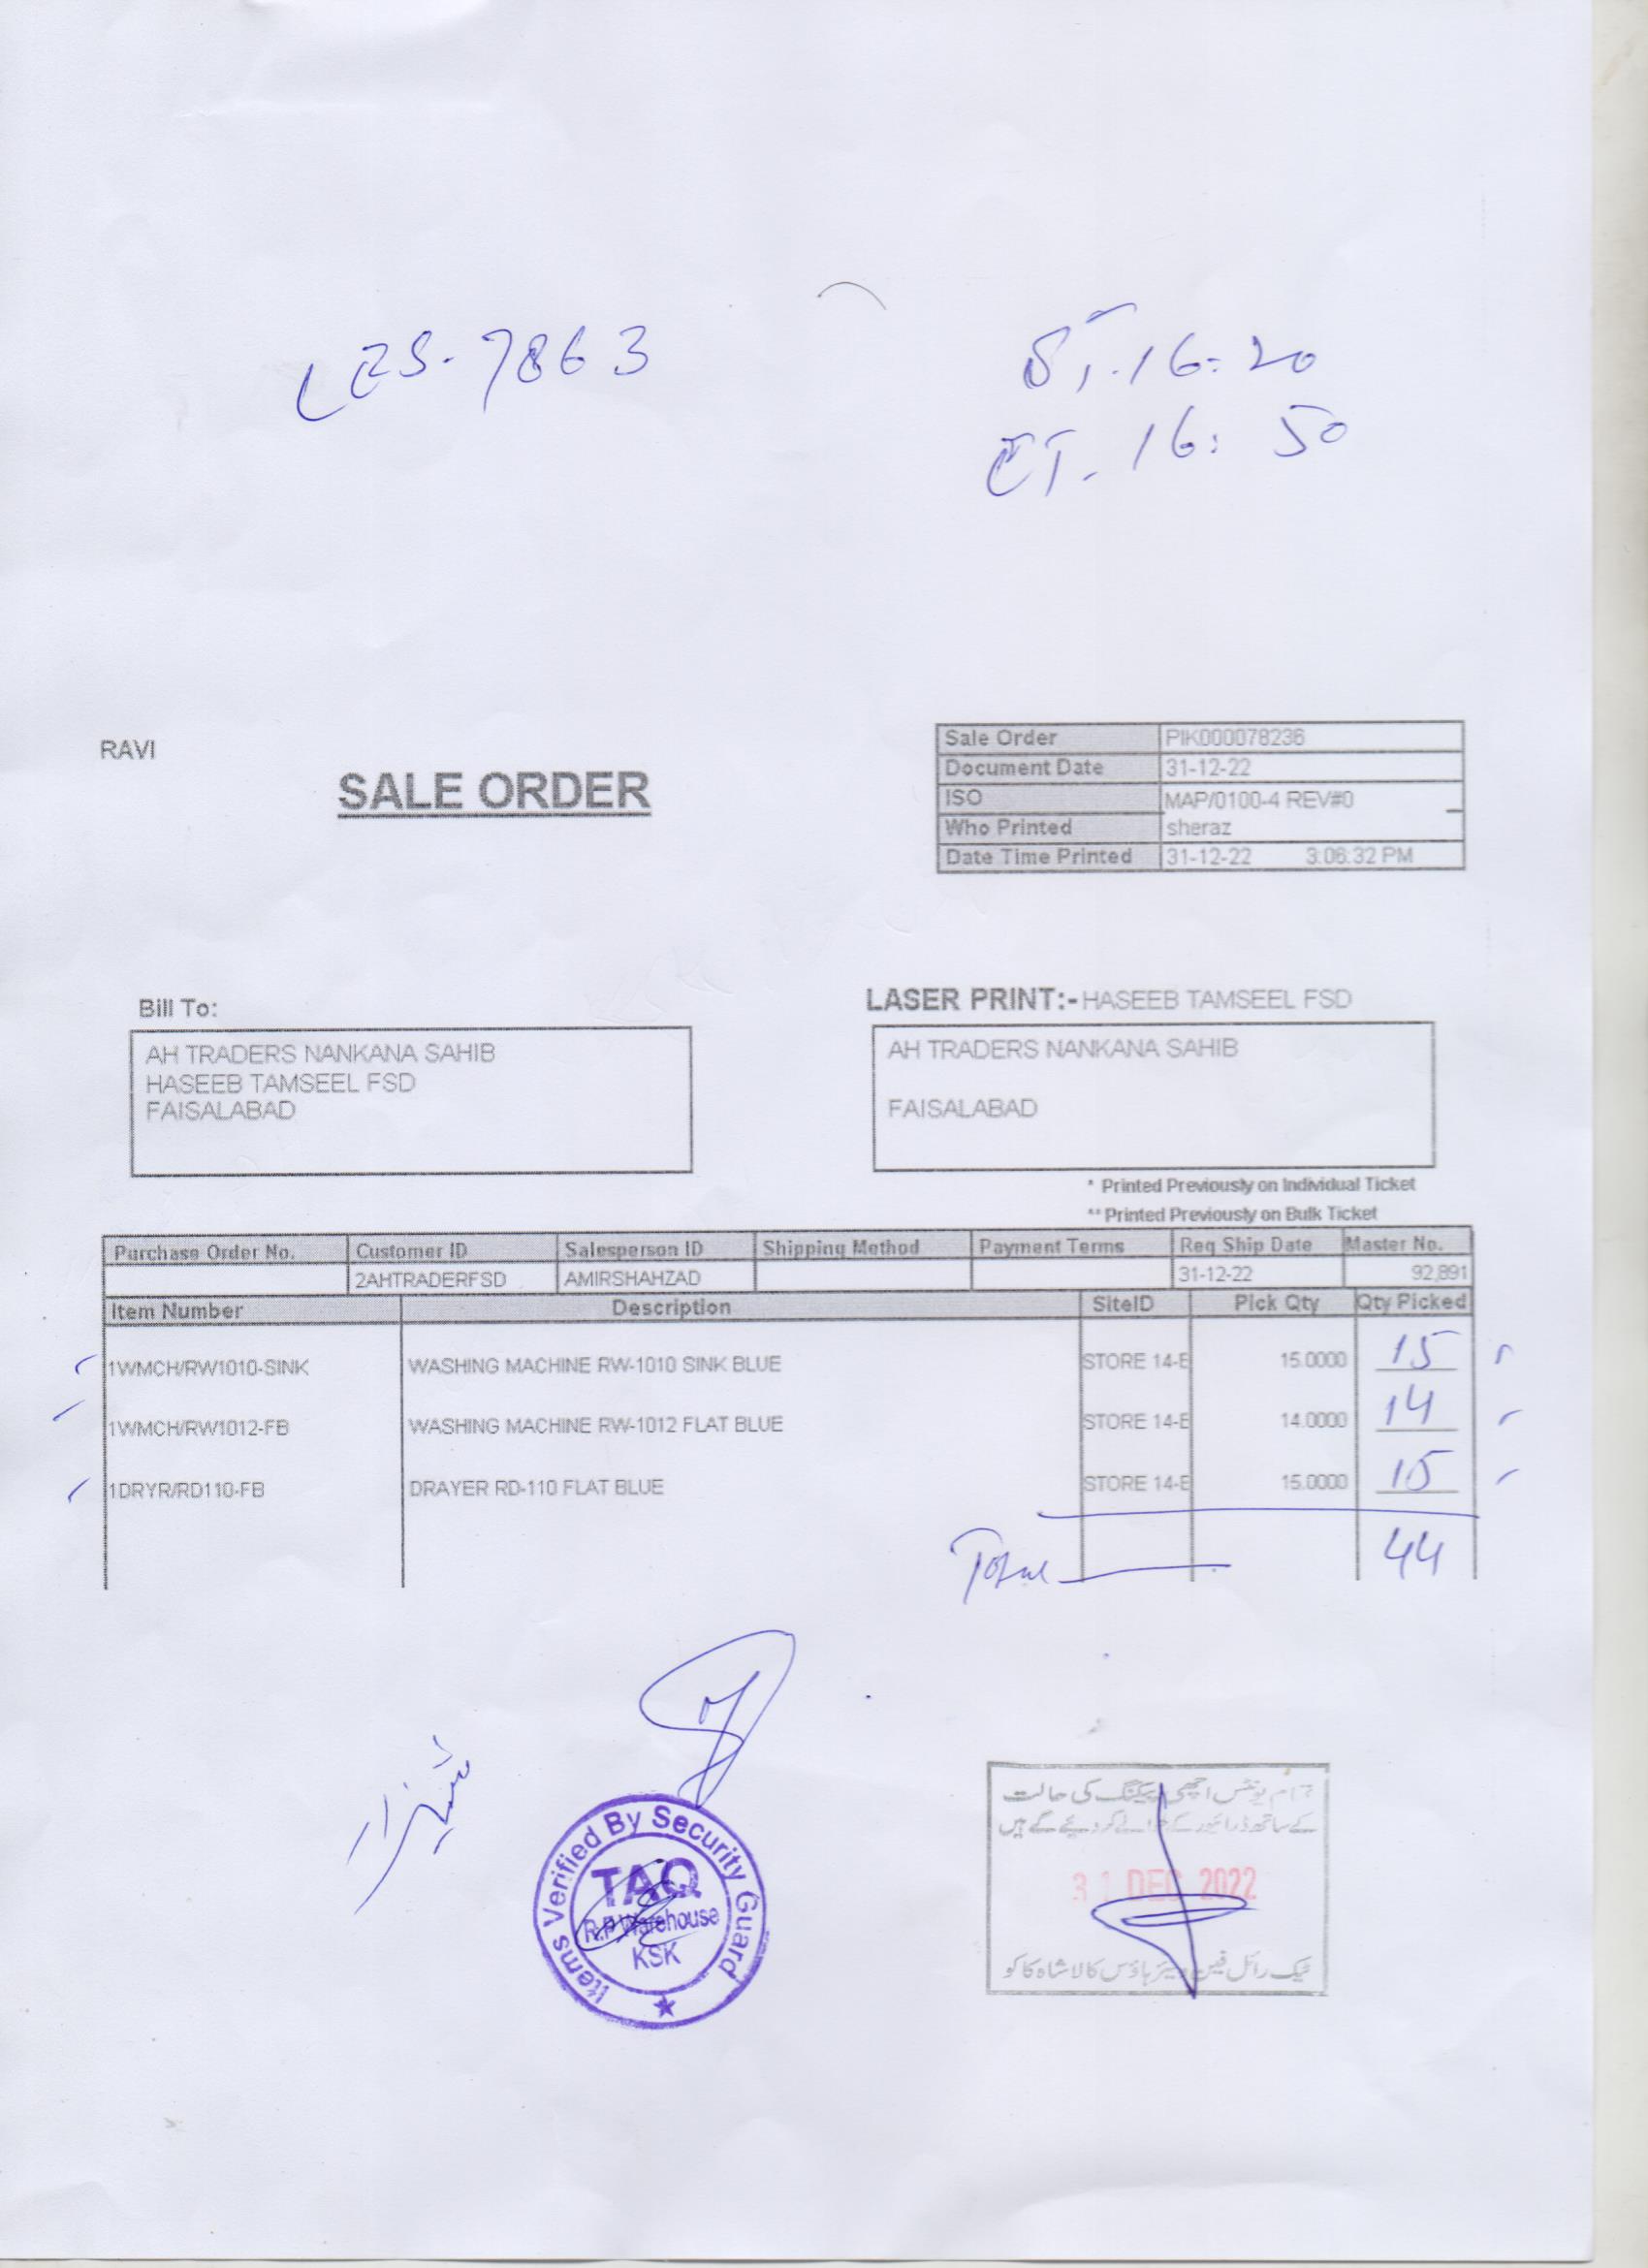 LES-7863
ST. 16:20
ET. 16:50
RAVI
SALE ORDER
Sale Order PIK000078236
Document Date 31-12-22
ISO MAP/0100-4 REV#0
Who Printed sheraz
Date Time Printed 31-12-22 3:06:32 PM
Bill To:
AH TRADERS NANKANA SAHIB
HASEEB TAMSEEL FSD
FAISALABAD
LASER PRINT:- HASEEB TAMSEEL FSD
AH TRADERS NANKANA SAHIB
FAISALABAD
* Printed Previously on Individual Ticket
** Printed Previously on Bulk Ticket
Purchase Order No. Customer ID Salesperson ID Shipping Method Payment Terms Req Ship Date Master No.
2AHTRADERFSD AMIRSHAHZAD 31-12-22 92,891
Item Number Description SiteID Pick Qty Qty Picked
1WMCH/RW1010-SINK WASHING MACHINE RW-1010 SINK BLUE STORE 14-E 15.0000 15
1WMCH/RW1012-FB WASHING MACHINE RW-1012 FLAT BLUE STORE 14-E 14.0000 14
1DRYR/RD110-FB DRAYER RD-110 FLAT BLUE STORE 14-E 15.0000 15
Total 44
Items Verified By Security Guard
TAQ
R.P Warehouse
KSK
تمام یونٹس اچھی پیکنگ کی حالت
کے ساتھ ڈرائیور کے حوالے کر دیئے گے ہیں
31 DEC 2022
ٹیک رائل فین ویئر ہاؤس کالا شاہ کاکو